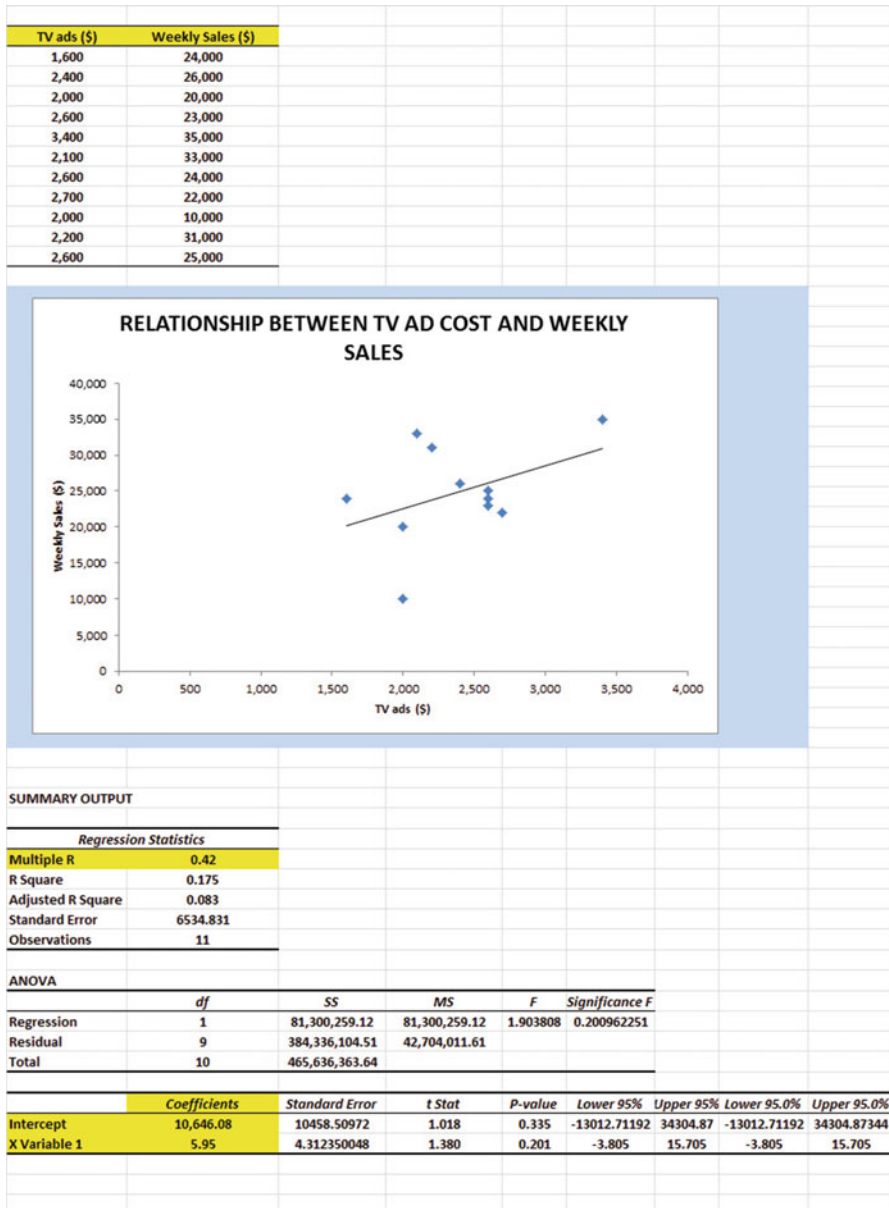 TV ads ($) Weekly Sales ($)
1,600 24,000
2,400 26,000
2,000 20,000
2,600 23,000
3,400 35,000
2,100 33,000
2,600 24,000
2,700 22,000
2,000 10,000
2,200 31,000
2,600 25,000
RELATIONSHIP BETWEEN TV AD COST AND WEEKLY
SALES
40,000
35,000
30,000
25,000
20,000
15,000
10,000
5,000
0
Weekly Sales ($)
0 500 1,000 1,500 2,000 2,500 3,000 3,500 4,000
TV ads ($)
SUMMARY OUTPUT
Regression Statistics
Multiple R 0.42
R Square 0.175
Adjusted R Square 0.083
Standard Error 6534.831
Observations 11
ANOVA
df SS MS F Significance F
Regression 1 81,300,259.12 81,300,259.12 1.903808 0.200962251
Residual 9 384,336,104.51 42,704,011.61
Total 10 465,636,363.64
Coefficients Standard Error t Stat P-value Lower 95% Upper 95% Lower 95.0% Upper 95.0%
Intercept 10,646.08 10458.50972 1.018 0.335 -13012.71192 34304.87 -13012.71192 34304.87344
X Variable 1 5.95 4.312350048 1.380 0.201 -3.805 15.705 -3.805 15.705